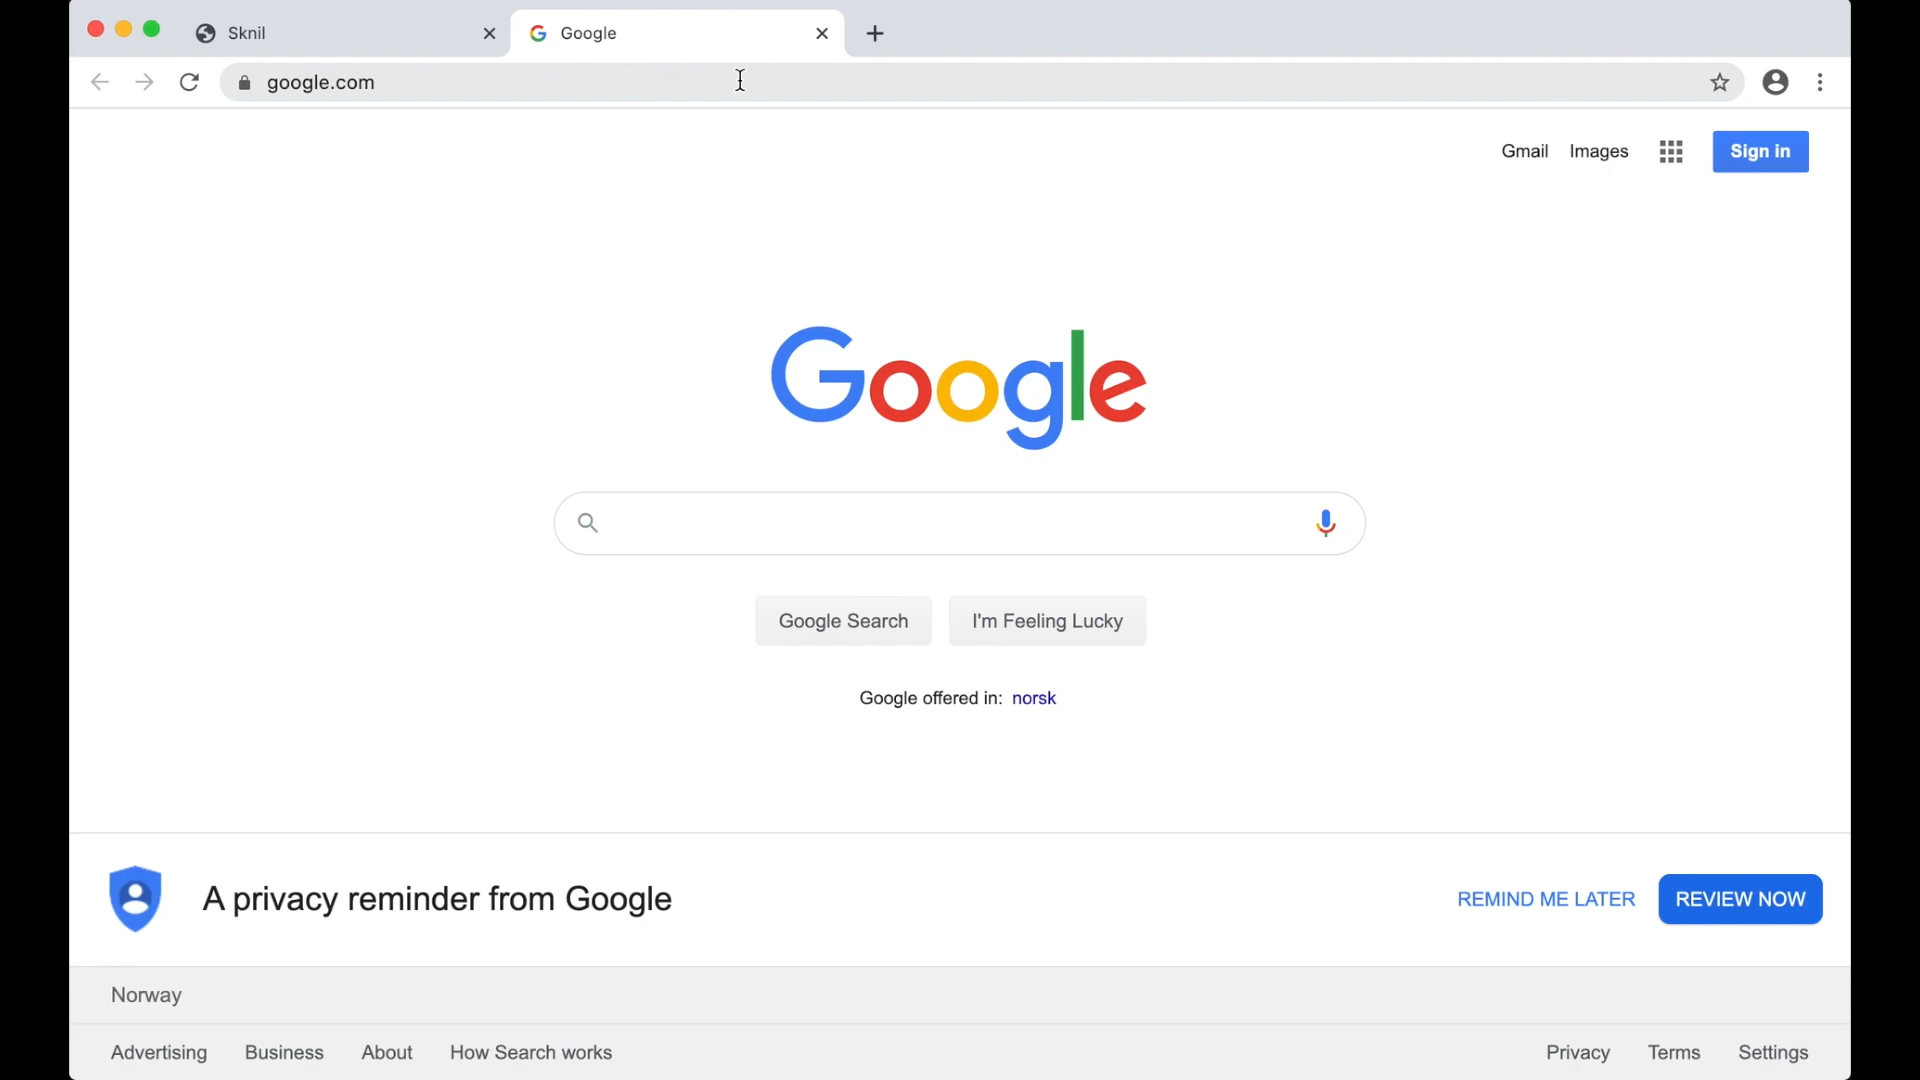 Sknil
Google
google.com
Gmail Images
Sign in
Google
Google Search
I'm Feeling Lucky
Google offered in: norsk
A privacy reminder from Google
REMIND ME LATER
REVIEW NOW
Norway
Advertising Business About How Search works
Privacy Terms Settings